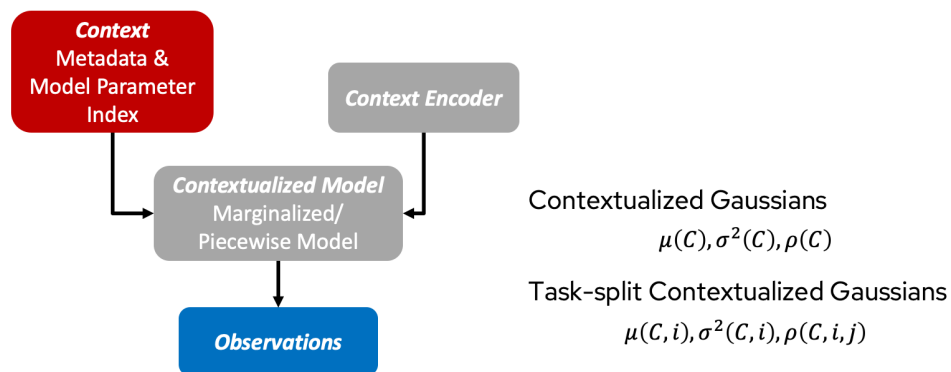 Context
Metadata &
Model Parameter
Index
Context Encoder
Contextualized Model
Marginalized/
Piecewise Model
Observations
Contextualized Gaussians
μ(C), σ²(C), ρ(C)
Task-split Contextualized Gaussians
μ(C, i), σ²(C, i), ρ(C, i, j)